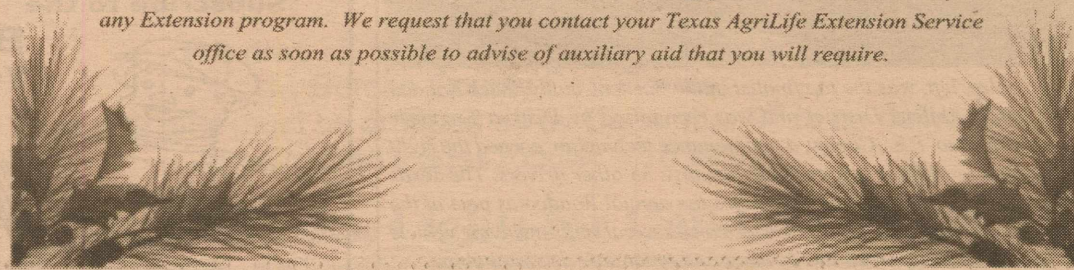 any Extension program. We request that you contact your Texas AgriLife Extension Service
office as soon as possible to advise of auxiliary aid that you will require.